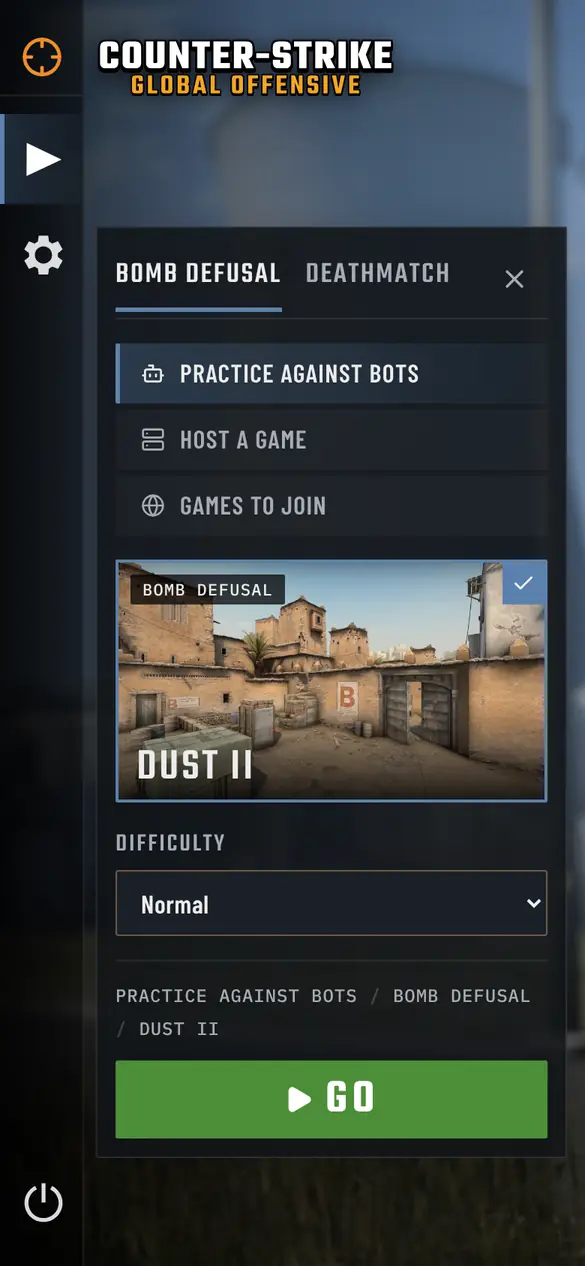 COUNTER-STRIKE
GLOBAL OFFENSIVE
BOMB DEFUSAL
DEATHMATCH
PRACTICE AGAINST BOTS
HOST A GAME
GAMES TO JOIN
BOMB DEFUSAL
B
B
DUST II
DIFFICULTY
Normal
PRACTICE AGAINST BOTS / BOMB DEFUSAL
/ DUST II
GO